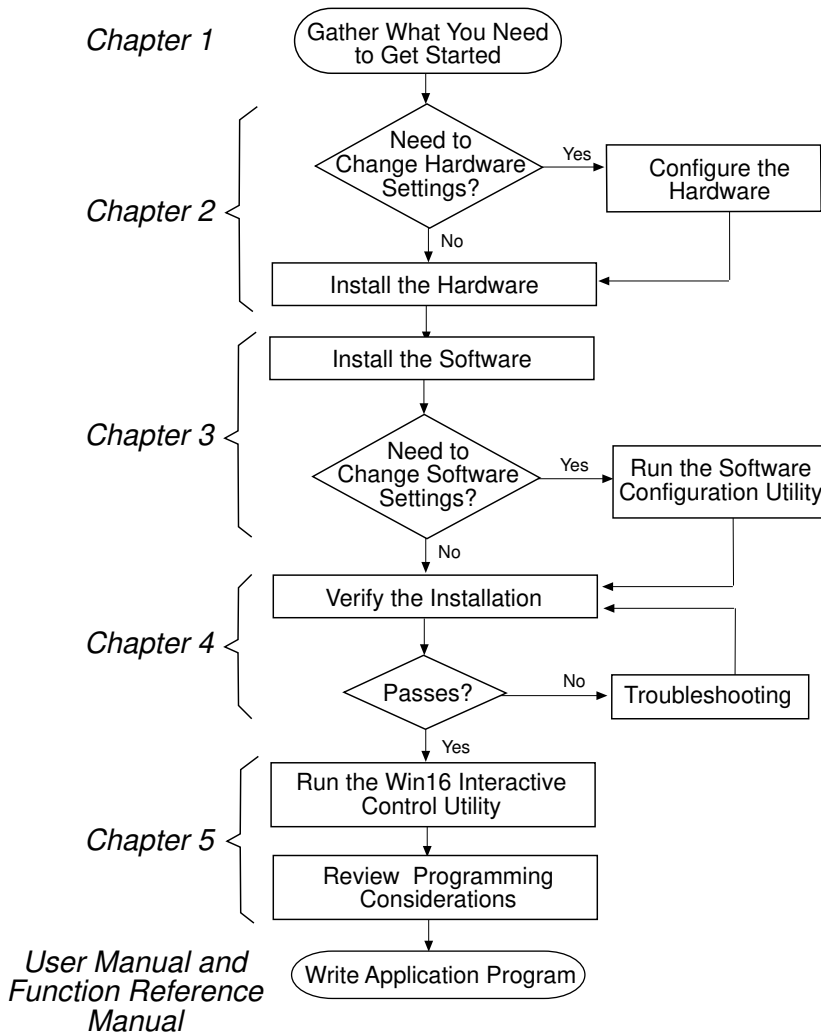 Chapter 1
Gather What You Need
to Get Started
Need to
Change Hardware
Settings?
Yes
Configure the
Hardware
Chapter 2
No
Install the Hardware
Install the Software
Chapter 3
Need to
Change Software
Settings?
Yes
Run the Software
Configuration Utility
No
Verify the Installation
Chapter 4
Passes?
No
Troubleshooting
Yes
Run the Win16 Interactive
Control Utility
Chapter 5
Review Programming
Considerations
User Manual and
Function Reference
Manual
Write Application Program